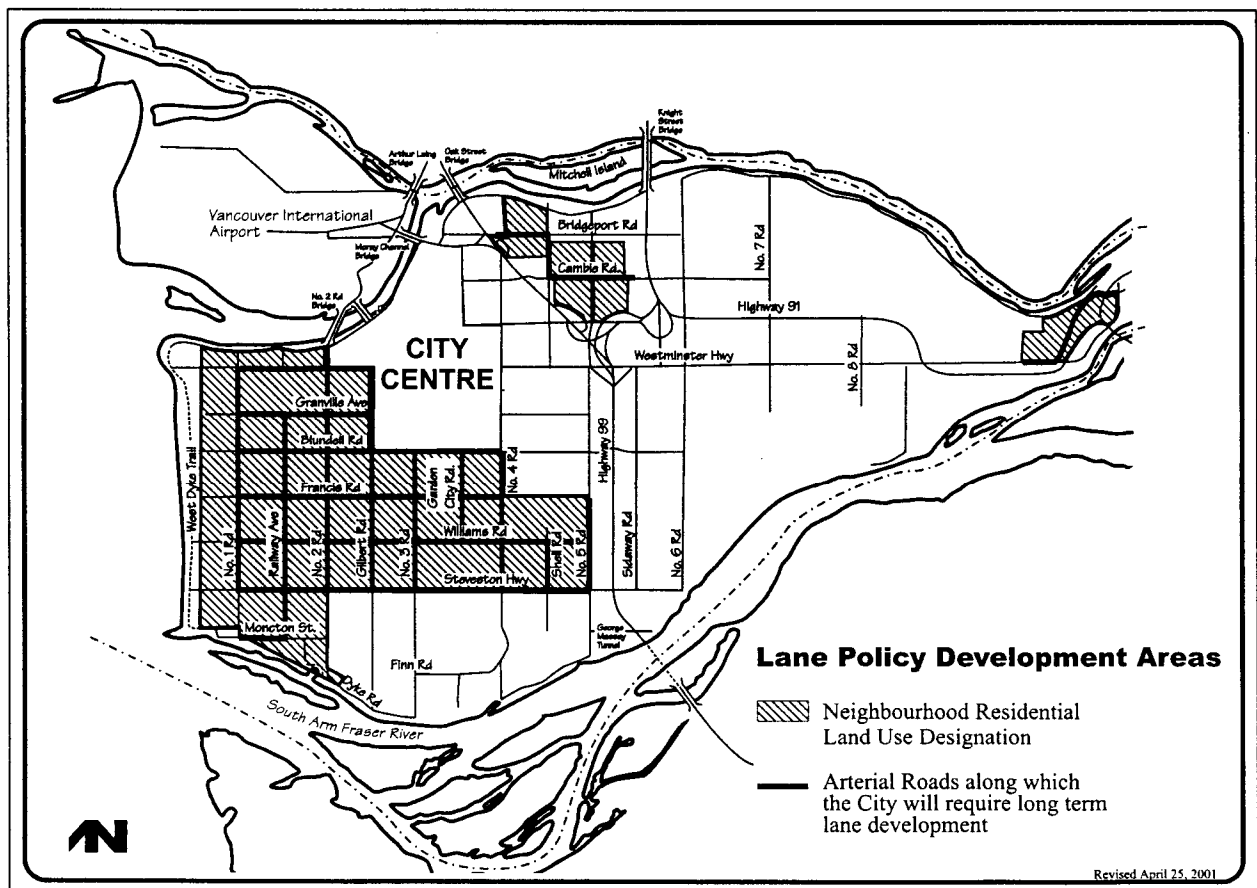 Knight
Street
Bridge
Arthur Laing
Bridge
Oak Street
Bridge
Mitchell Island
Vancouver International
Airport
Bridgeport Rd
Moray Channel
Bridge
No. 7 Rd
Cambie Rd.
No. 2 Rd
Bridge
Highway 91
CITY
CENTRE
Westminster Hwy
No. 8 Rd
Granville Ave
Blundell Rd
West Dyke Trail
Francis Rd
Garden
City Rd.
No. 4 Rd
Highway 99
No. 1 Rd
Railway Ave
No. 2 Rd
Gilbert Rd
No. 3 Rd
Williams Rd
Shell Rd
No. 5 Rd
Sidaway Rd
No. 6 Rd
Steveston Hwy
Moncton St.
George
Massey
Tunnel
Finn Rd
Dyke Rd
South Arm Fraser River
Lane Policy Development Areas
Neighbourhood Residential
Land Use Designation
Arterial Roads along which
the City will require long term
lane development
N
Revised April 25, 2001